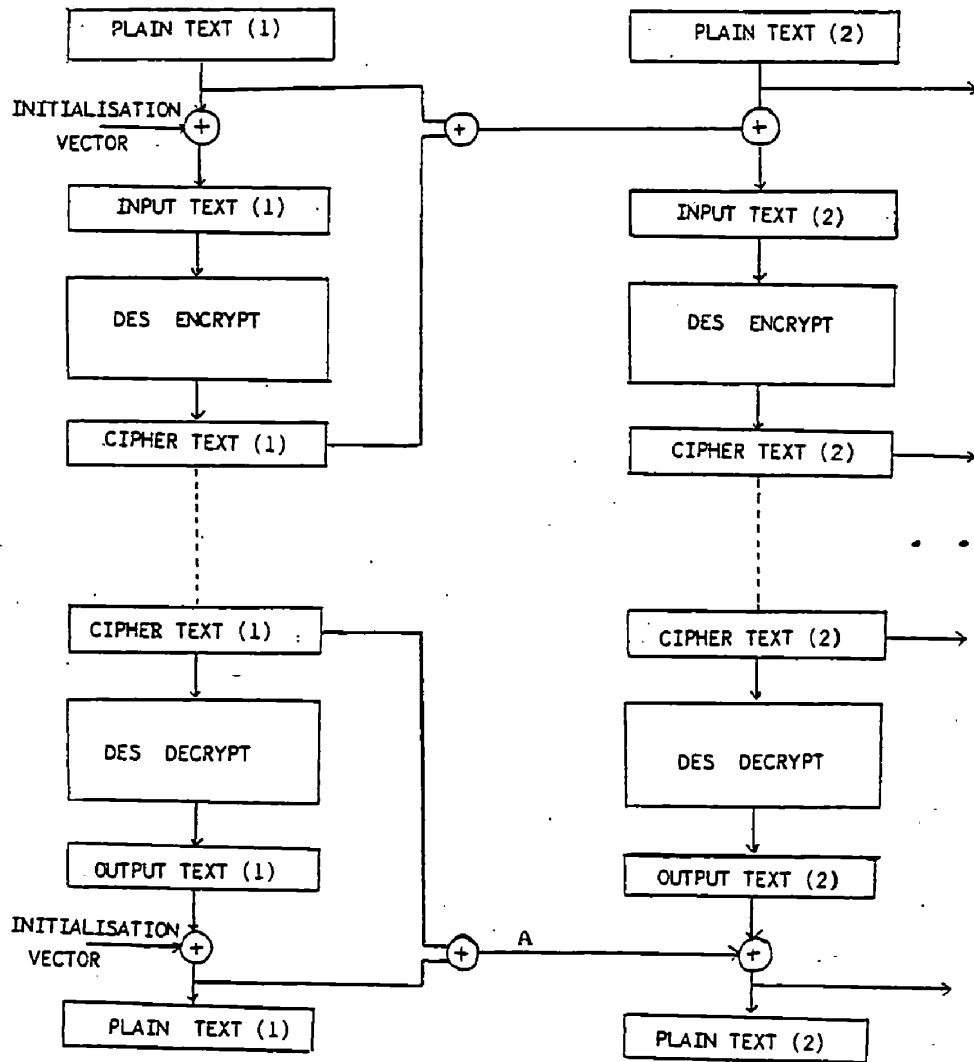 PLAIN TEXT (1)
PLAIN TEXT (2)
INITIALISATION
VECTOR
+
+
+
INPUT TEXT (1)
INPUT TEXT (2)
DES ENCRYPT
DES ENCRYPT
CIPHER TEXT (1)
CIPHER TEXT (2)
CIPHER TEXT (1)
CIPHER TEXT (2)
DES DECRYPT
DES DECRYPT
OUTPUT TEXT (1)
OUTPUT TEXT (2)
INITIALISATION
VECTOR
+
+
A
+
PLAIN TEXT (1)
PLAIN TEXT (2)